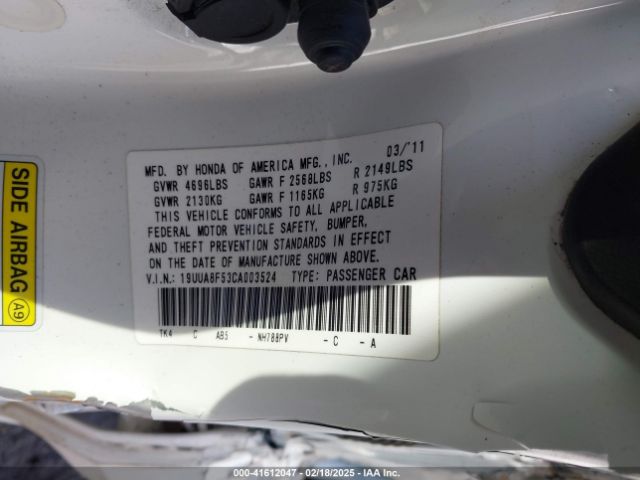 MFD. BY HONDA OF AMERICA MFG., INC. 03/'11
GVWR 4696LBS GAWR F 2568LBS R 2149LBS
GVWR 2130KG GAWR F 1165KG R 975KG
THIS VEHICLE CONFORMS TO ALL APPLICABLE
FEDERAL MOTOR VEHICLE SAFETY, BUMPER,
AND THEFT PREVENTION STANDARDS IN EFFECT
ON THE DATE OF MANUFACTURE SHOWN ABOVE.
V.I.N.: 19UUA8F53CA003524 TYPE: PASSENGER CAR
TK4 C AB5 - NH788PV - C - A
SIDE AIRBAG A9
000-41612047 - 02/18/2025 - IAA Inc.